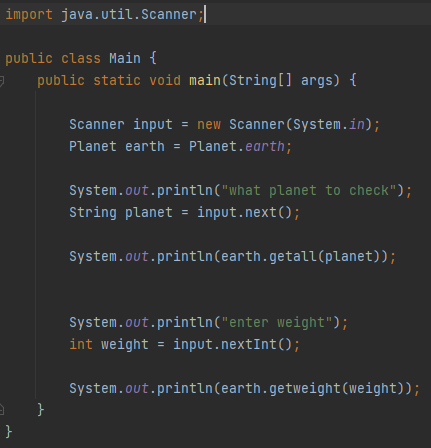 import java.util.Scanner;
public class Main {
public static void main(String[] args) {
Scanner input = new Scanner(System.in);
Planet earth = Planet.earth;
System.out.println("what planet to check");
String planet = input.next();
System.out.println(earth.getall(planet));
System.out.println("enter weight");
int weight = input.nextInt();
System.out.println(earth.getweight(weight));
}
}